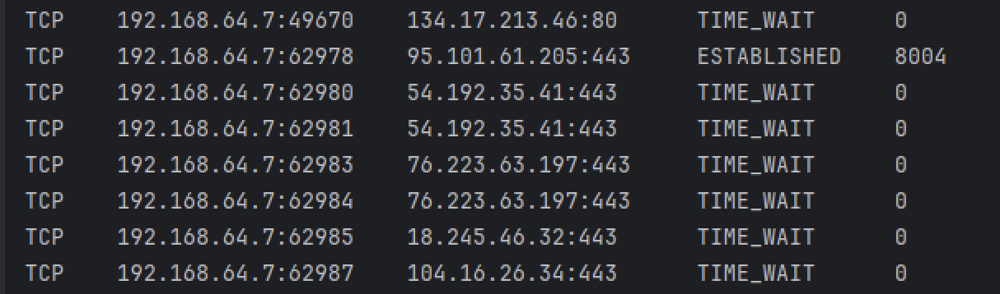 TCP 192.168.64.7:49670 134.17.213.46:80 TIME_WAIT 0
TCP 192.168.64.7:62978 95.101.61.205:443 ESTABLISHED 8004
TCP 192.168.64.7:62980 54.192.35.41:443 TIME_WAIT 0
TCP 192.168.64.7:62981 54.192.35.41:443 TIME_WAIT 0
TCP 192.168.64.7:62983 76.223.63.197:443 TIME_WAIT 0
TCP 192.168.64.7:62984 76.223.63.197:443 TIME_WAIT 0
TCP 192.168.64.7:62985 18.245.46.32:443 TIME_WAIT 0
TCP 192.168.64.7:62987 104.16.26.34:443 TIME_WAIT 0